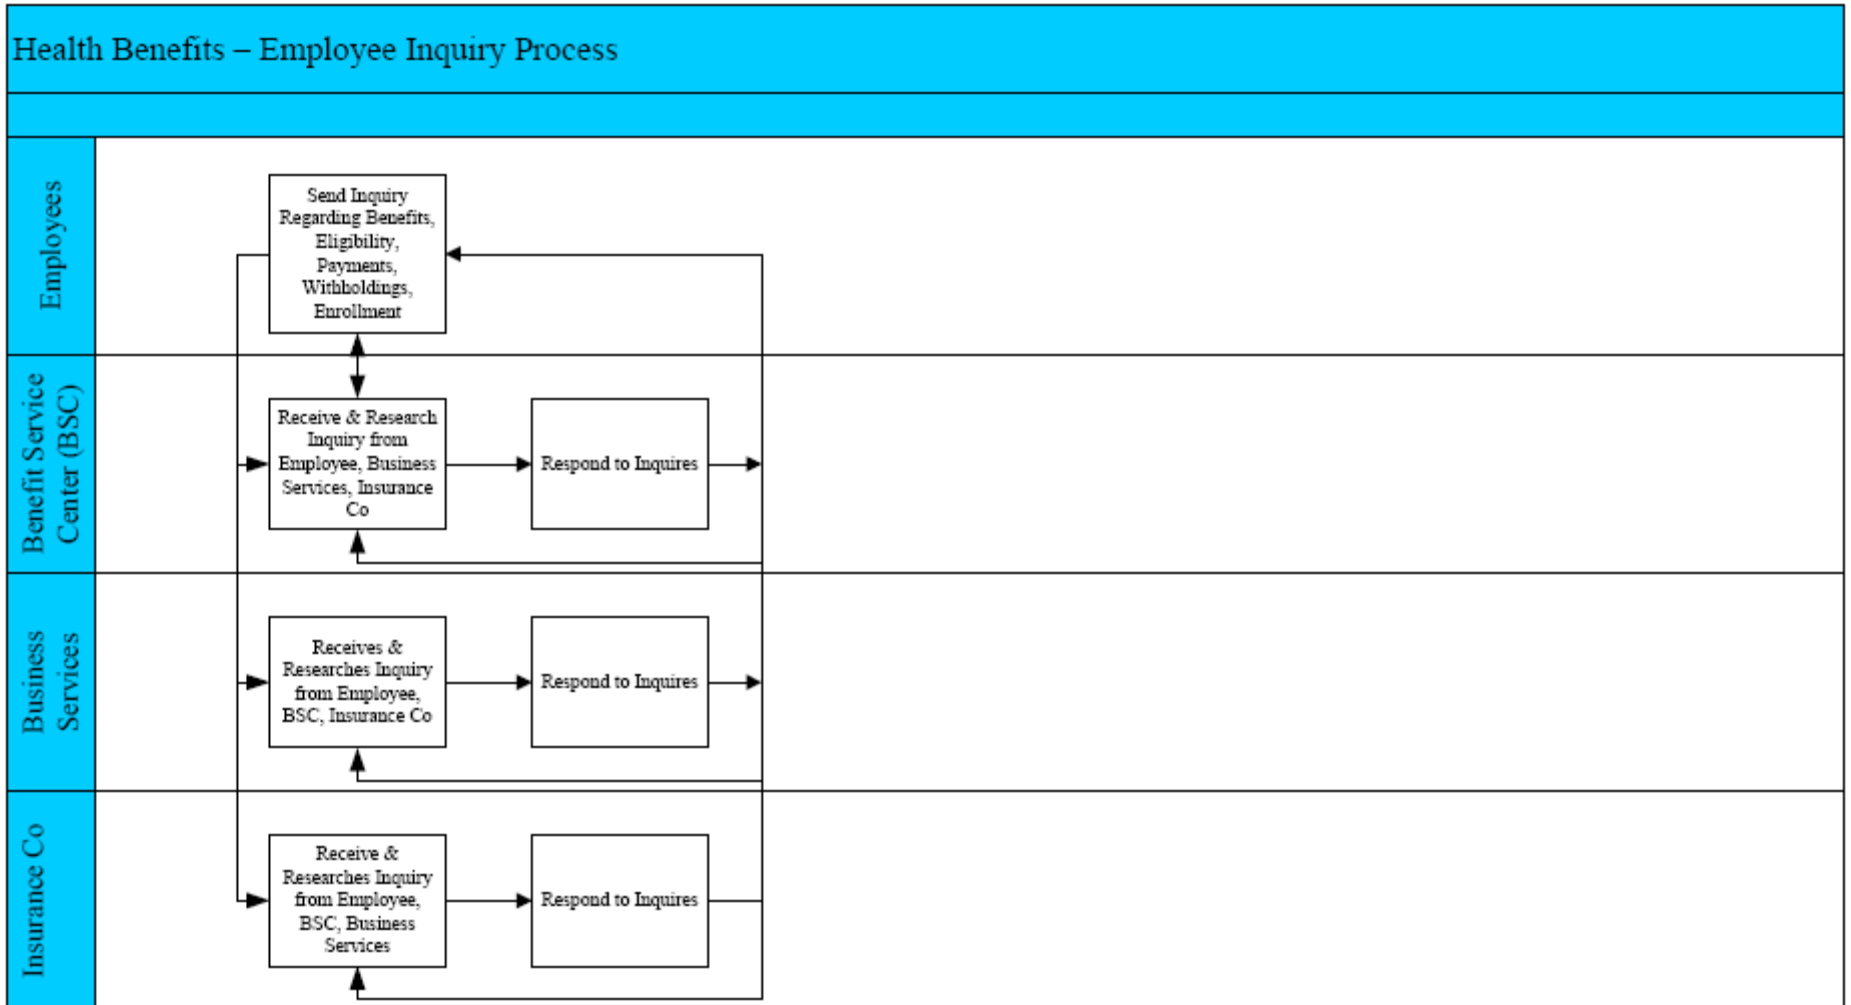 Health Benefits – Employee Inquiry Process
Employees
Send Inquiry
Regarding Benefits,
Eligibility,
Payments,
Withholdings,
Enrollment
Benefit Service
Center (BSC)
Receive & Research
Inquiry from
Employee, Business
Services, Insurance
Co
Respond to Inquires
Business
Services
Receives &
Researches Inquiry
from Employee,
BSC, Insurance Co
Respond to Inquires
Insurance Co
Receive &
Researches Inquiry
from Employee,
BSC, Business
Services
Respond to Inquires